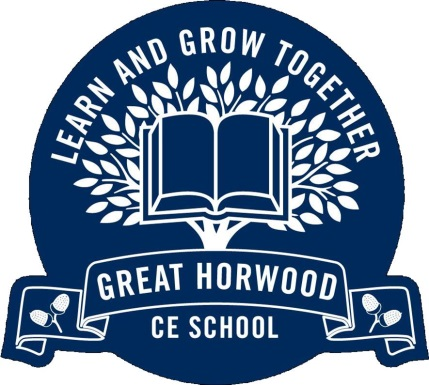 LEARN AND GROW TOGETHER
GREAT HORWOOD
CE SCHOOL